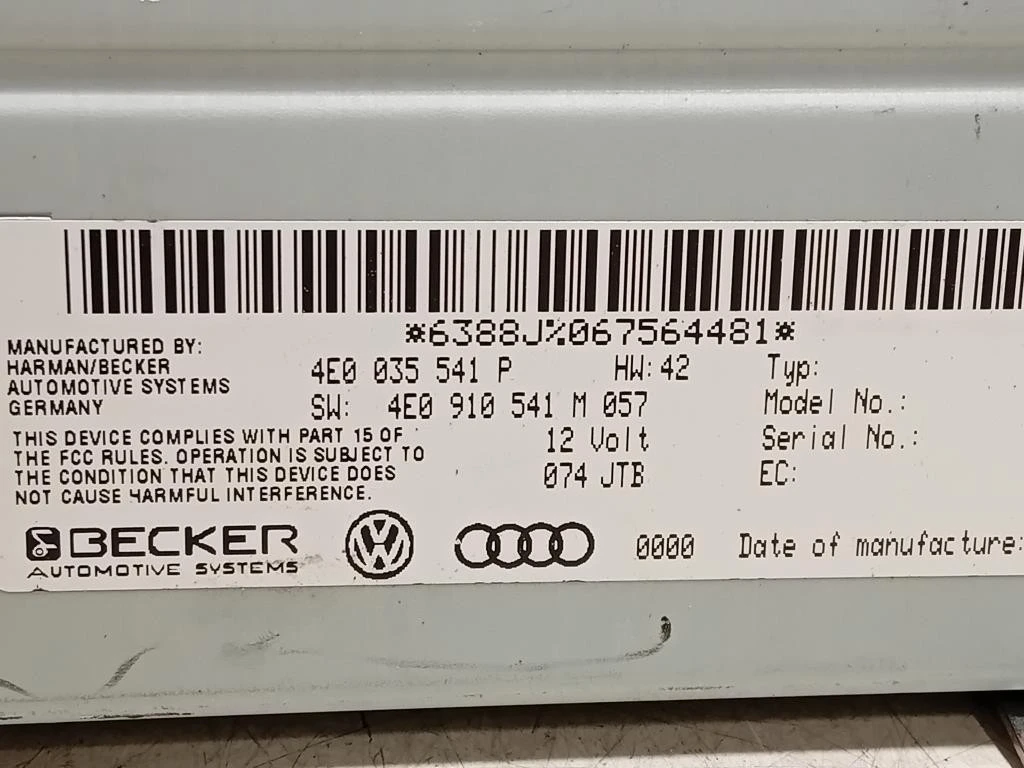 *6388J%067564481*
MANUFACTURED BY:
HARMAN/BECKER
AUTOMOTIVE SYSTEMS
GERMANY
4E0 035 541 P HW: 42 Typ:
SW: 4E0 910 541 M 057 Model No.:
12 Volt Serial No.:
074 JTB EC:
THIS DEVICE COMPLIES WITH PART 15 OF
THE FCC RULES. OPERATION IS SUBJECT TO
THE CONDITION THAT THIS DEVICE DOES
NOT CAUSE HARMFUL INTERFERENCE.
BECKER
AUTOMOTIVE SYSTEMS
0000 Date of manufacture: